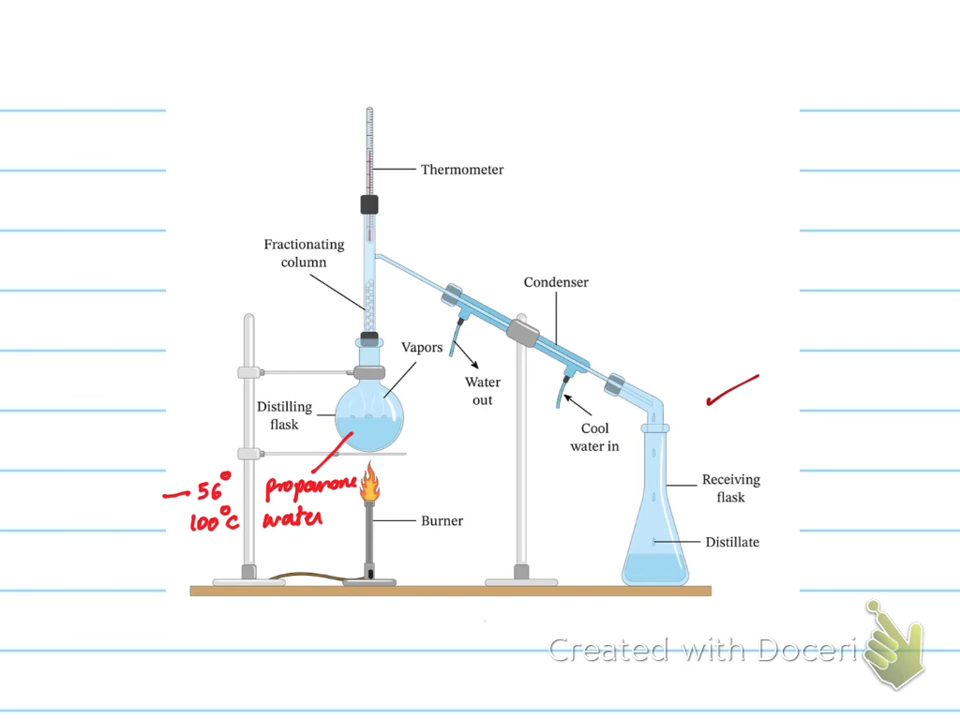 Thermometer
Fractionating
column
Condenser
Vapors
Water
out
Distilling
flask
Cool
water in
56° propanone
100°C water
Receiving
flask
Burner
Distillate
Created with Doceri